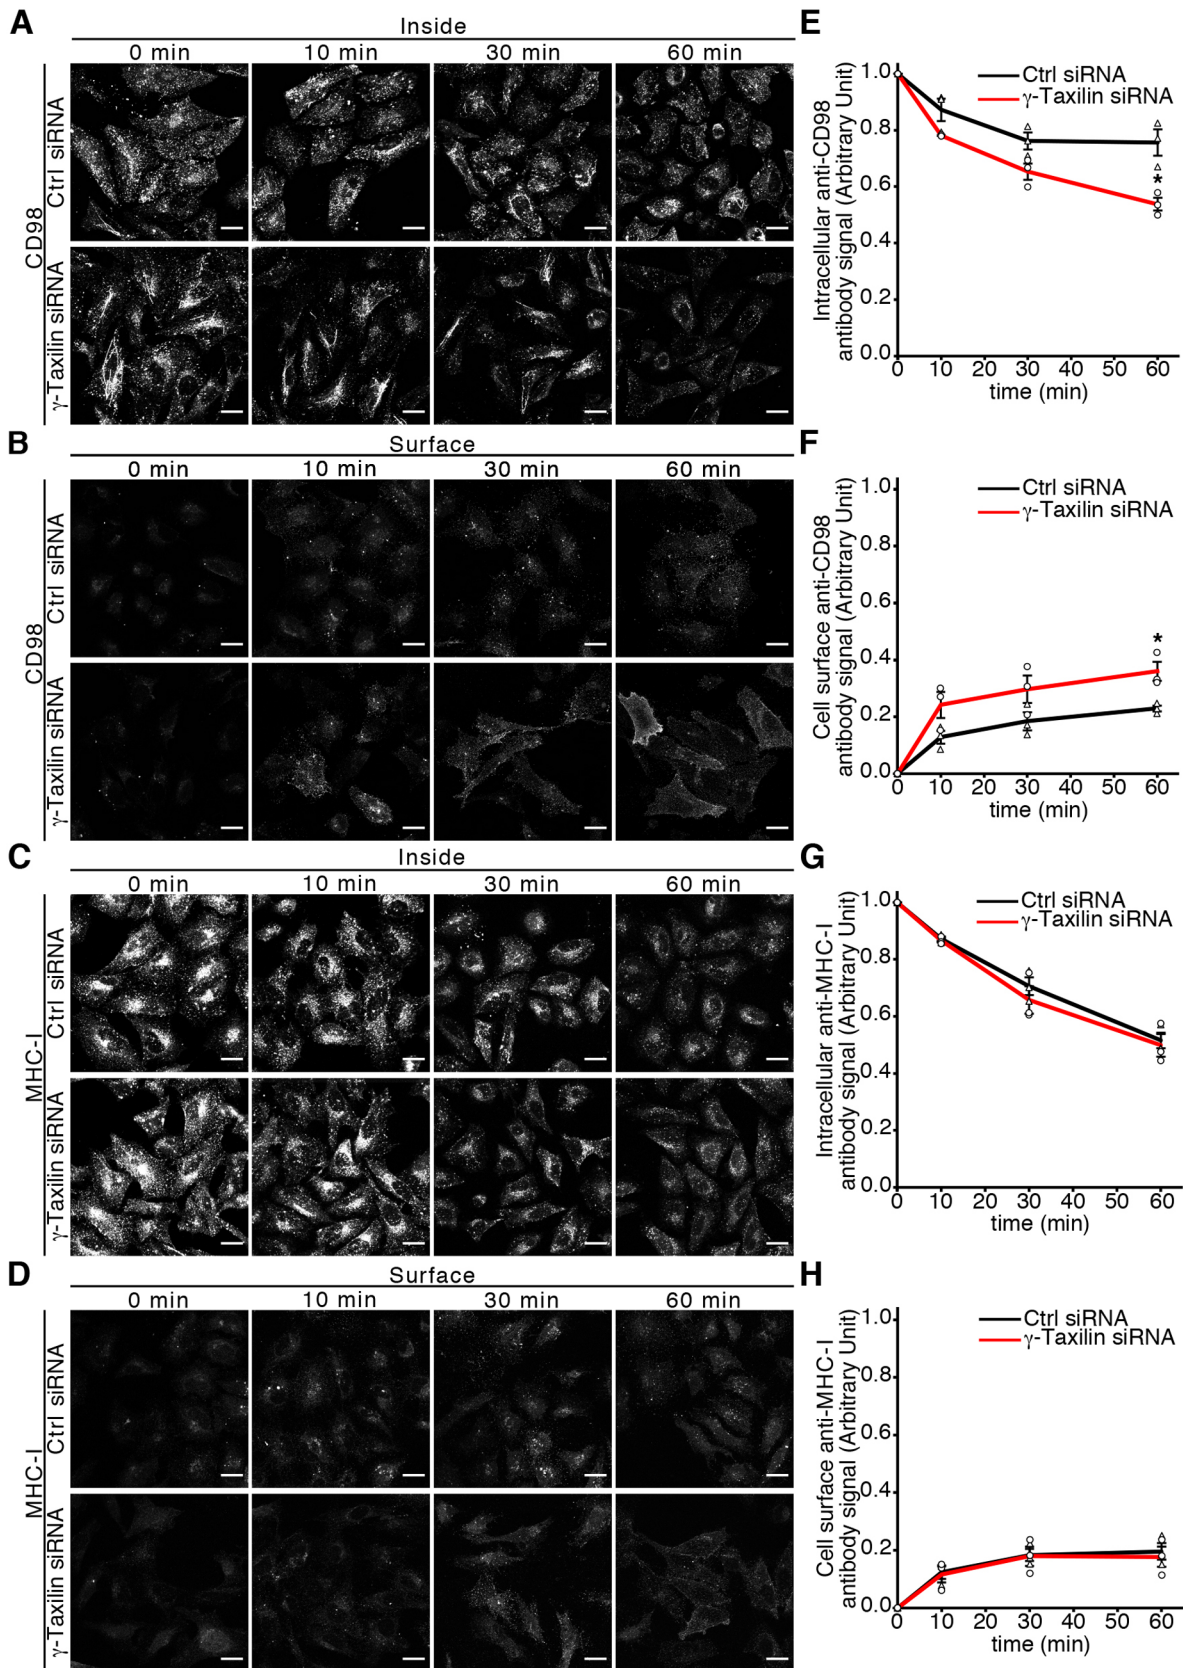 A
Inside
0 min 10 min 30 min 60 min
CD98
Ctrl siRNA
γ-Taxilin siRNA
E
Intracellular anti-CD98
antibody signal (Arbitrary Unit)
1.0
0.8
0.6
0.4
0.2
0.0
Ctrl siRNA
γ-Taxilin siRNA
*
0 10 20 30 40 50 60
time (min)
B
Surface
0 min 10 min 30 min 60 min
CD98
Ctrl siRNA
γ-Taxilin siRNA
F
Cell surface anti-CD98
antibody signal (Arbitrary Unit)
1.0
0.8
0.6
0.4
0.2
0.0
Ctrl siRNA
γ-Taxilin siRNA
*
0 10 20 30 40 50 60
time (min)
C
Inside
0 min 10 min 30 min 60 min
MHC-I
Ctrl siRNA
γ-Taxilin siRNA
G
Intracellular anti-MHC-I
antibody signal (Arbitrary Unit)
1.0
0.8
0.6
0.4
0.2
0.0
Ctrl siRNA
γ-Taxilin siRNA
0 10 20 30 40 50 60
time (min)
D
Surface
0 min 10 min 30 min 60 min
MHC-I
Ctrl siRNA
γ-Taxilin siRNA
H
Cell surface anti-MHC-I
antibody signal (Arbitrary Unit)
1.0
0.8
0.6
0.4
0.2
0.0
Ctrl siRNA
γ-Taxilin siRNA
0 10 20 30 40 50 60
time (min)